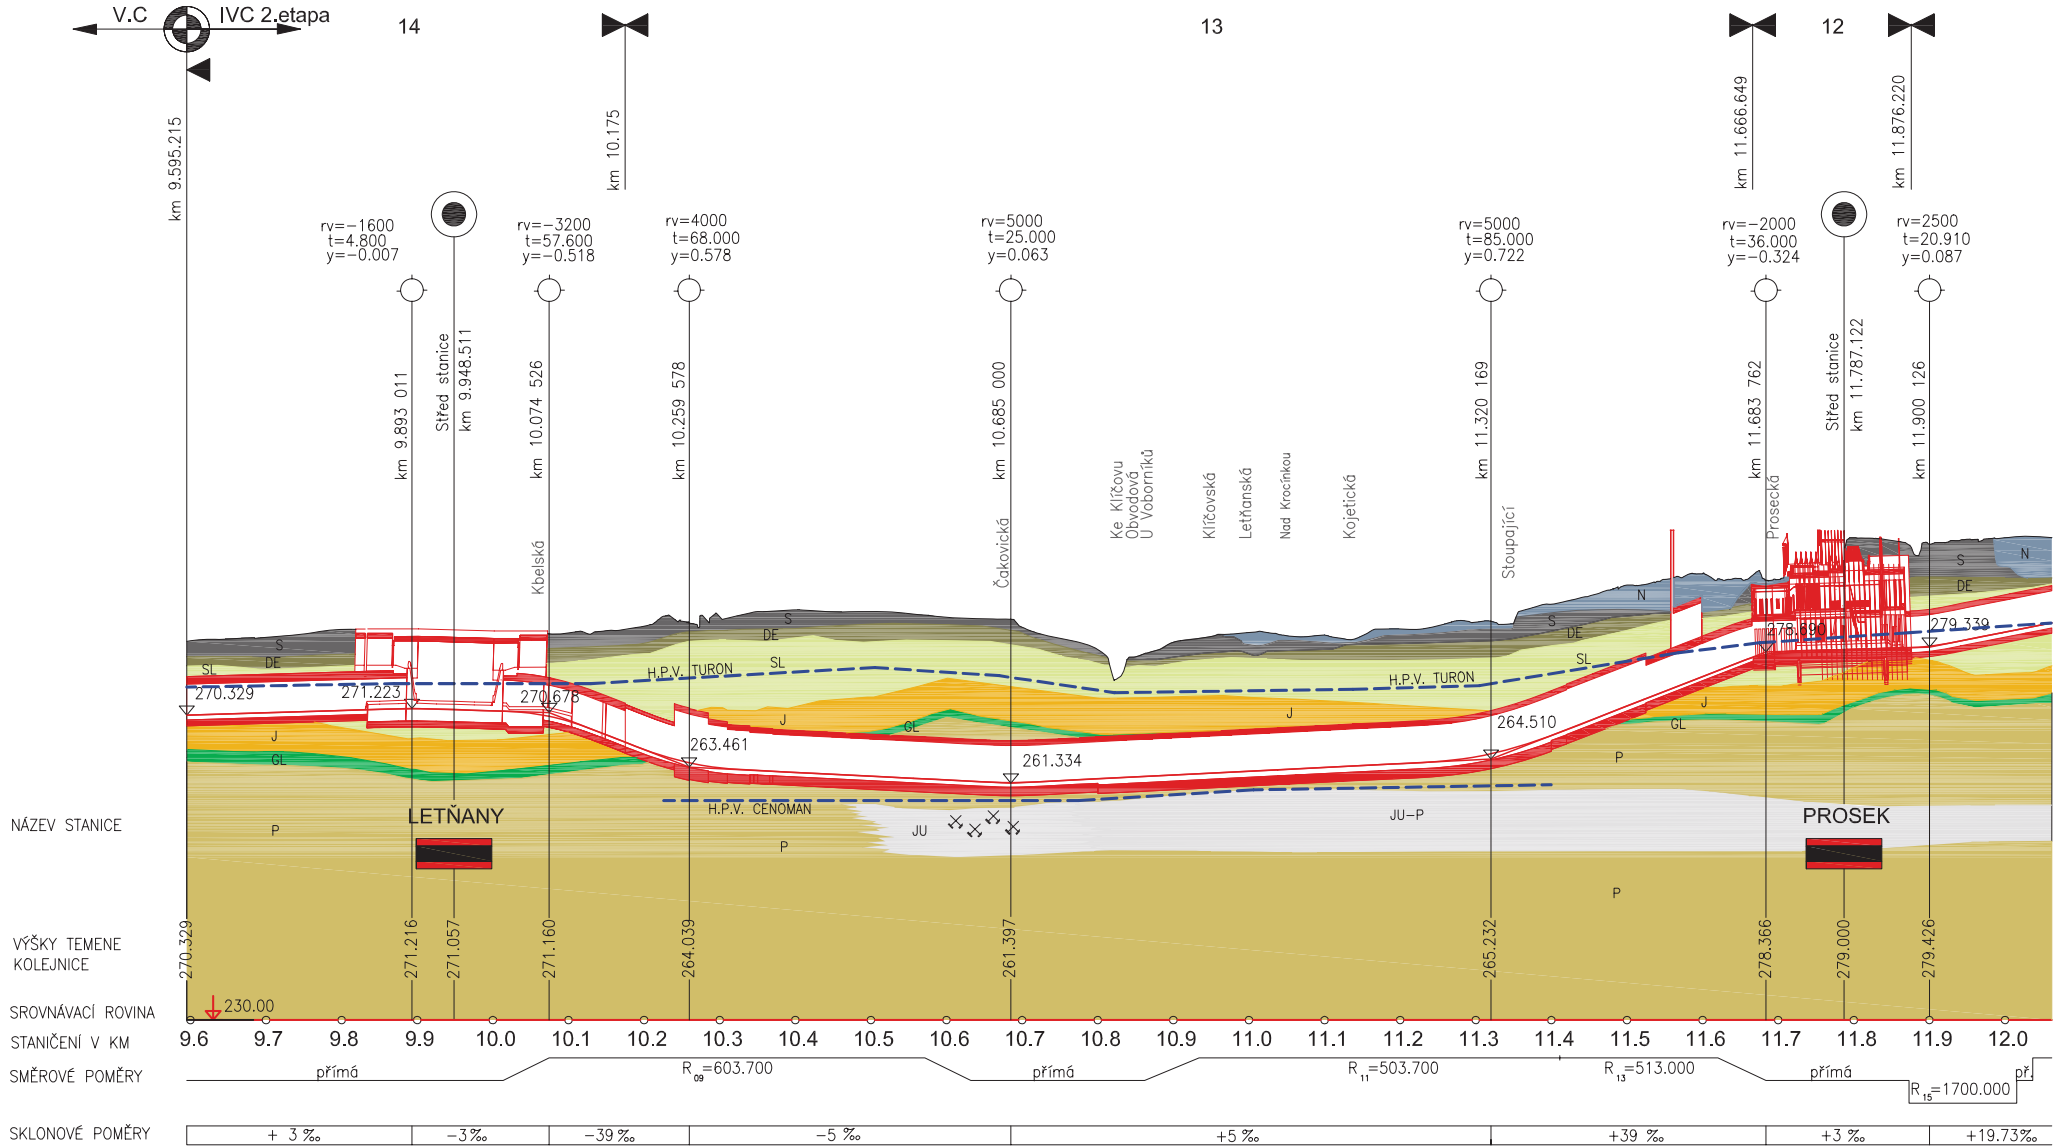 V.C IVC 2.etapa 14 13 12
km 9.595.215
km 10.175
km 11.666.649
km 11.876.220
rv=-1600
t=4.800
y=-0.007
rv=-3200
t=57.600
y=-0.518
rv=4000
t=68.000
y=0.578
rv=5000
t=25.000
y=0.063
rv=5000
t=85.000
y=0.722
rv=-2000
t=36.000
y=-0.324
rv=2500
t=20.910
y=0.087
km 9.893 011
Střed stanice
km 9.948.511
km 10.074 526
km 10.259 578
km 10.685 000
km 11.320 169
km 11.683 762
Střed stanice
km 11.787.122
km 11.900 126
Kbelská
Čakovická
Ke Klíčovu
Obvodová
U Voborníků
Klíčovská
Letňanská
Nad Krocínkou
Kojetická
Stoupající
Prosecká
S DE SL
S DE SL
N S DE SL
S DE N
H.P.V. TURON
H.P.V. TURON
270.329 271.223 270.678 263.461 261.334 264.510 278.690 279.339
J GL J GL J J GL
P
H.P.V. CENOMAN
JU JU-P
P P P
NÁZEV STANICE LETŇANY PROSEK
VÝŠKY TEMENE
KOLEJNICE
270.329 271.216 271.057 271.160 264.039 261.397 265.232 278.366 279.000 279.426
SROVNÁVACÍ ROVINA 230.00
STANIČENÍ V KM 9.6 9.7 9.8 9.9 10.0 10.1 10.2 10.3 10.4 10.5 10.6 10.7 10.8 10.9 11.0 11.1 11.2 11.3 11.4 11.5 11.6 11.7 11.8 11.9 12.0
SMĚROVÉ POMĚRY přímá R09=603.700 přímá R11=503.700 R13=513.000 přímá R15=1700.000 př.
SKLONOVÉ POMĚRY + 3 ‰ -3‰ -39 ‰ -5 ‰ +5 ‰ +39 ‰ +3 ‰ +19.73‰